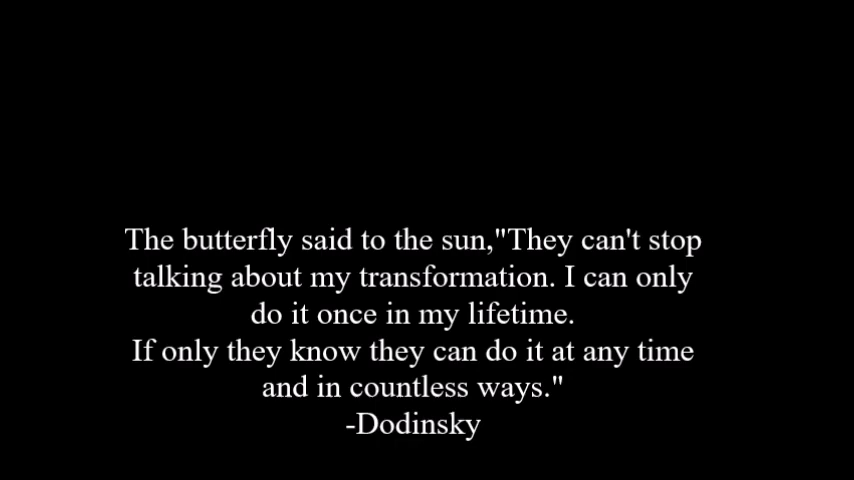 The butterfly said to the sun,"They can't stop
talking about my transformation. I can only
do it once in my lifetime.
If only they know they can do it at any time
and in countless ways."
-Dodinsky